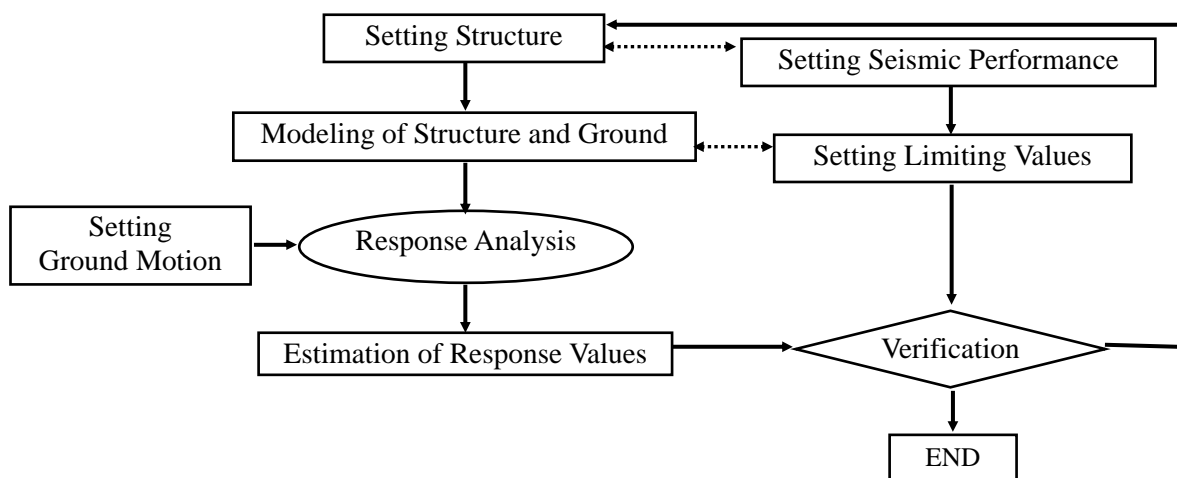 Setting Structure
Setting Seismic Performance
Modeling of Structure and Ground
Setting Limiting Values
Setting
Ground Motion
Response Analysis
Estimation of Response Values
Verification
END